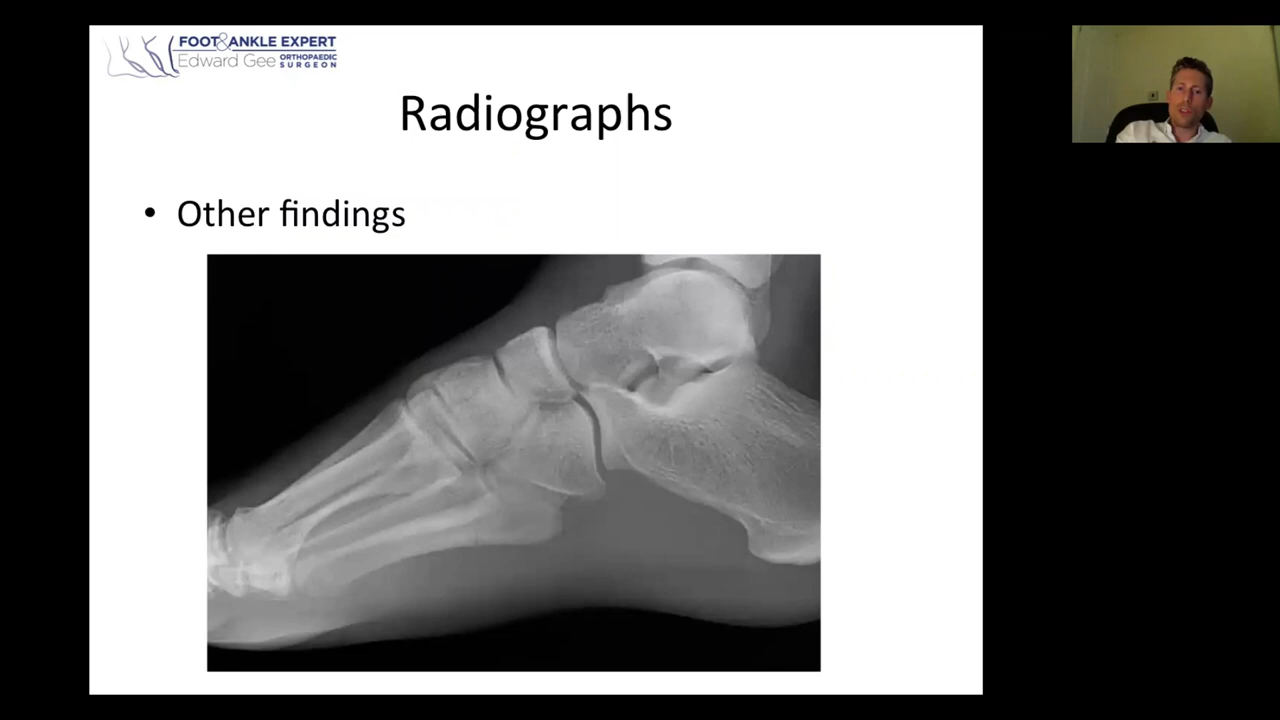 FOOT & ANKLE EXPERT
Edward Gee ORTHOPAEDIC SURGEON
Radiographs
• Other findings